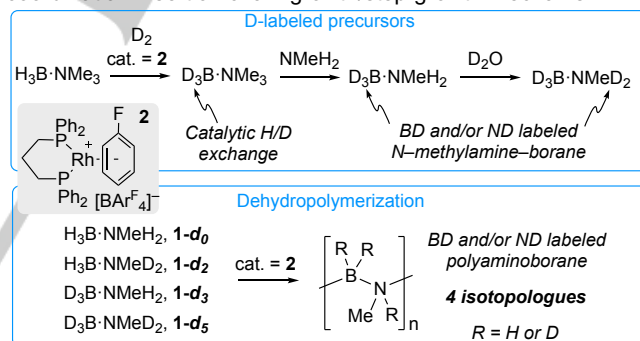 D-labeled precursors
D2
cat. = 2
H3B·NMe3
D3B·NMe3
NMeH2
D3B·NMeH2
D2O
D3B·NMeD2
Catalytic H/D
exchange
BD and/or ND labeled
N–methylamine–borane
F
2
Ph2
P
+
Rh
-
P
Ph2
[BArF4]–
Dehydropolymerization
H3B·NMeH2, 1-d0
H3B·NMeD2, 1-d2
D3B·NMeH2, 1-d3
D3B·NMeD2, 1-d5
cat. = 2
R R
B
N
Me R
n
BD and/or ND labeled
polyaminoborane
4 isotopologues
R = H or D